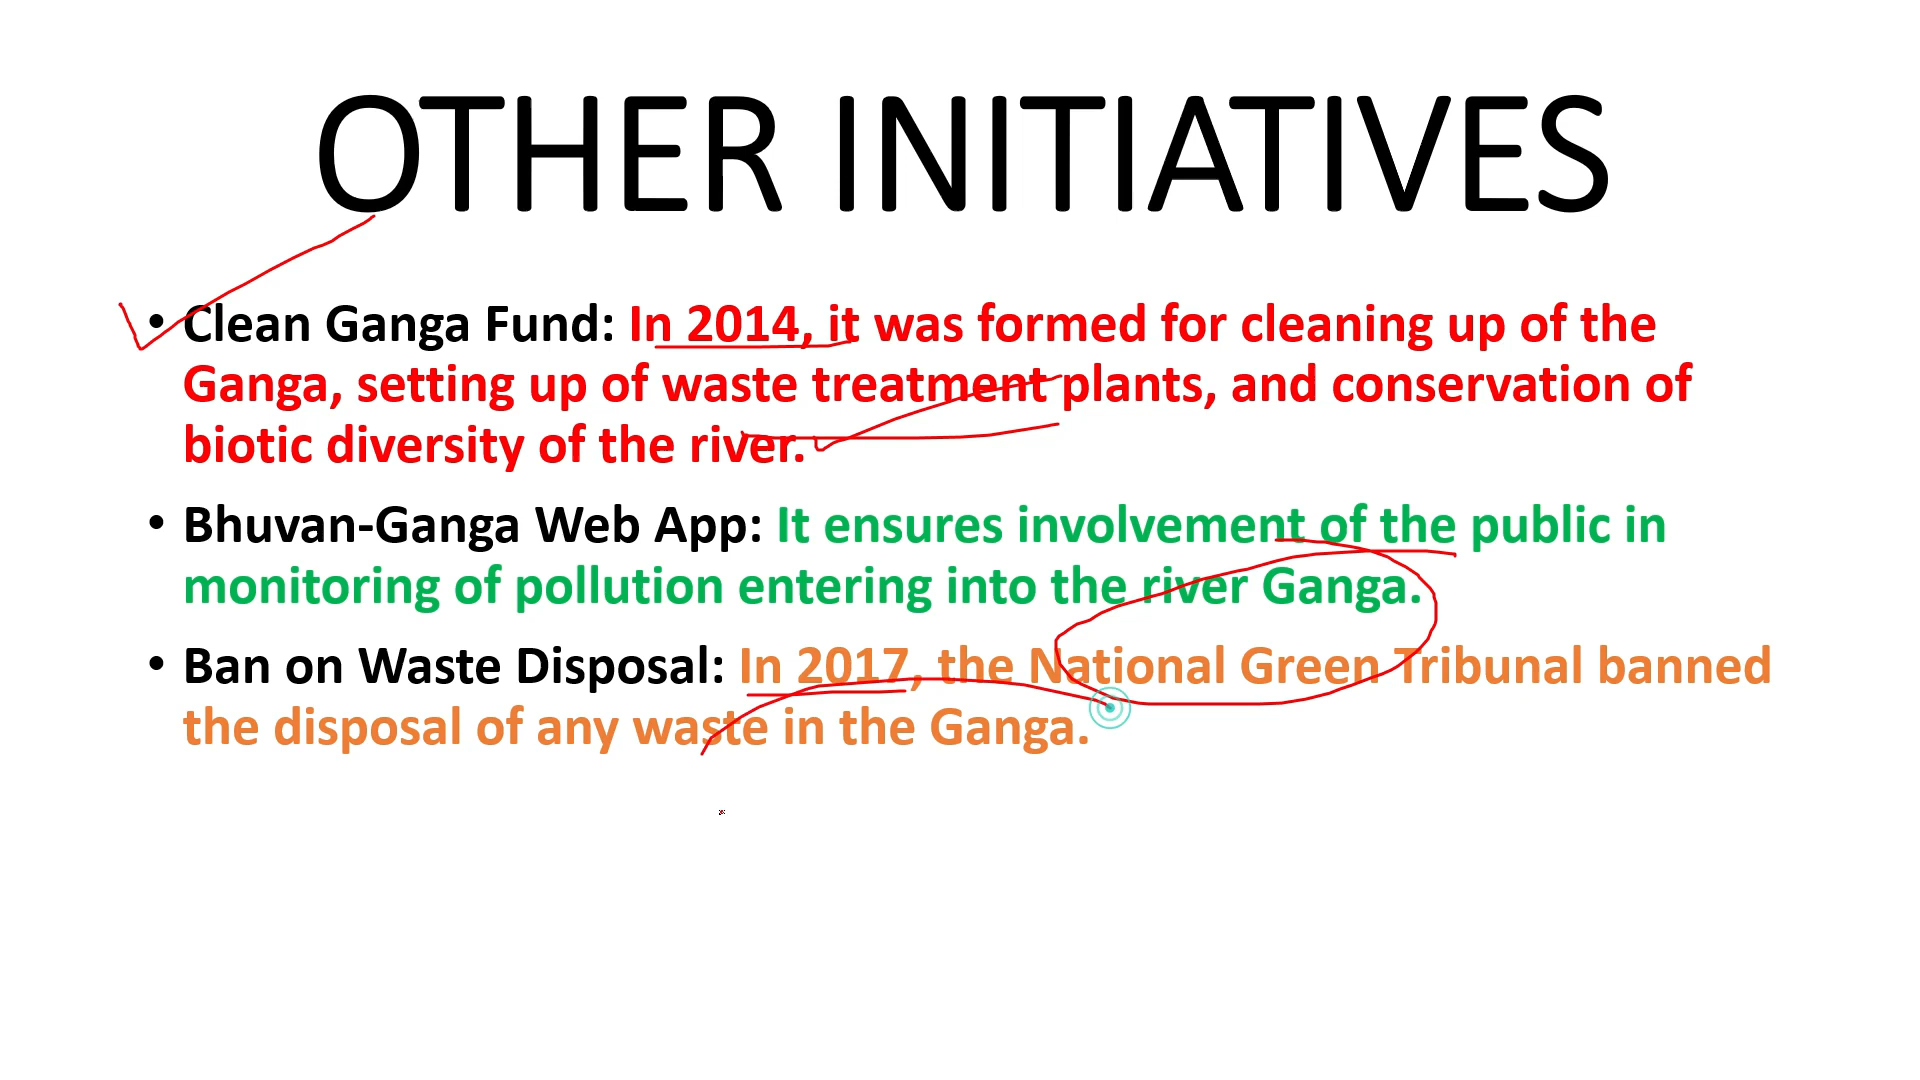 OTHER INITIATIVES
• Clean Ganga Fund: In 2014, it was formed for cleaning up of the
Ganga, setting up of waste treatment plants, and conservation of
biotic diversity of the river.
• Bhuvan-Ganga Web App: It ensures involvement of the public in
monitoring of pollution entering into the river Ganga.
• Ban on Waste Disposal: In 2017, the National Green Tribunal banned
the disposal of any waste in the Ganga.